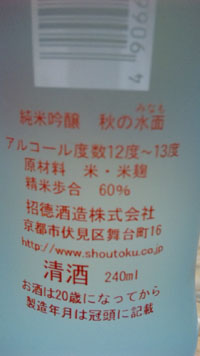 4 9066
みなも
純米吟醸 秋の水面
アルコール度数12度～13度
原材料 米・米麹
精米歩合 60%
招德酒造株式会社
京都市伏見区舞台町16
http://www.shoutoku.co.jp
清酒 240ml
お酒は20歳になってから
製造年月は冠頭に記載